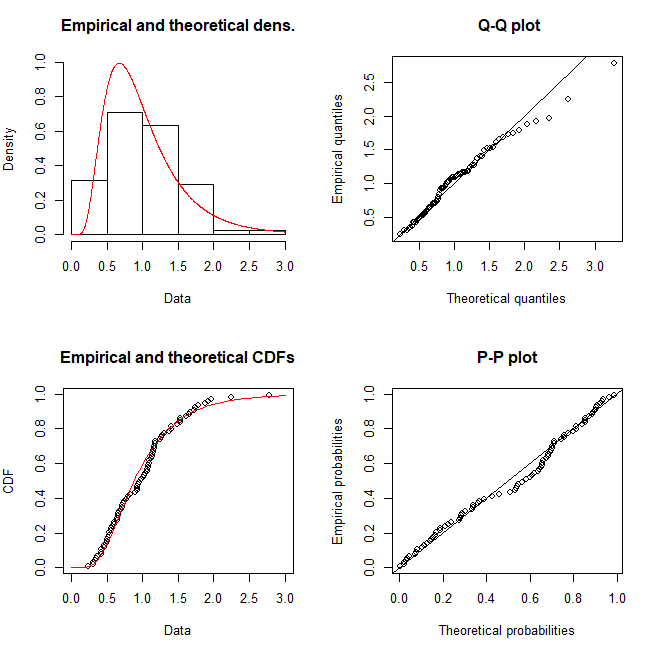 Empirical and theoretical dens.
Density
0.0 0.2 0.4 0.6 0.8 1.0
0.0 0.5 1.0 1.5 2.0 2.5 3.0
Data
Q-Q plot
Empirical quantiles
0.5 1.0 1.5 2.0 2.5
0.5 1.0 1.5 2.0 2.5 3.0
Theoretical quantiles
Empirical and theoretical CDFs
CDF
0.0 0.2 0.4 0.6 0.8 1.0
0.0 0.5 1.0 1.5 2.0 2.5 3.0
Data
P-P plot
Empirical probabilities
0.0 0.2 0.4 0.6 0.8 1.0
0.0 0.2 0.4 0.6 0.8 1.0
Theoretical probabilities